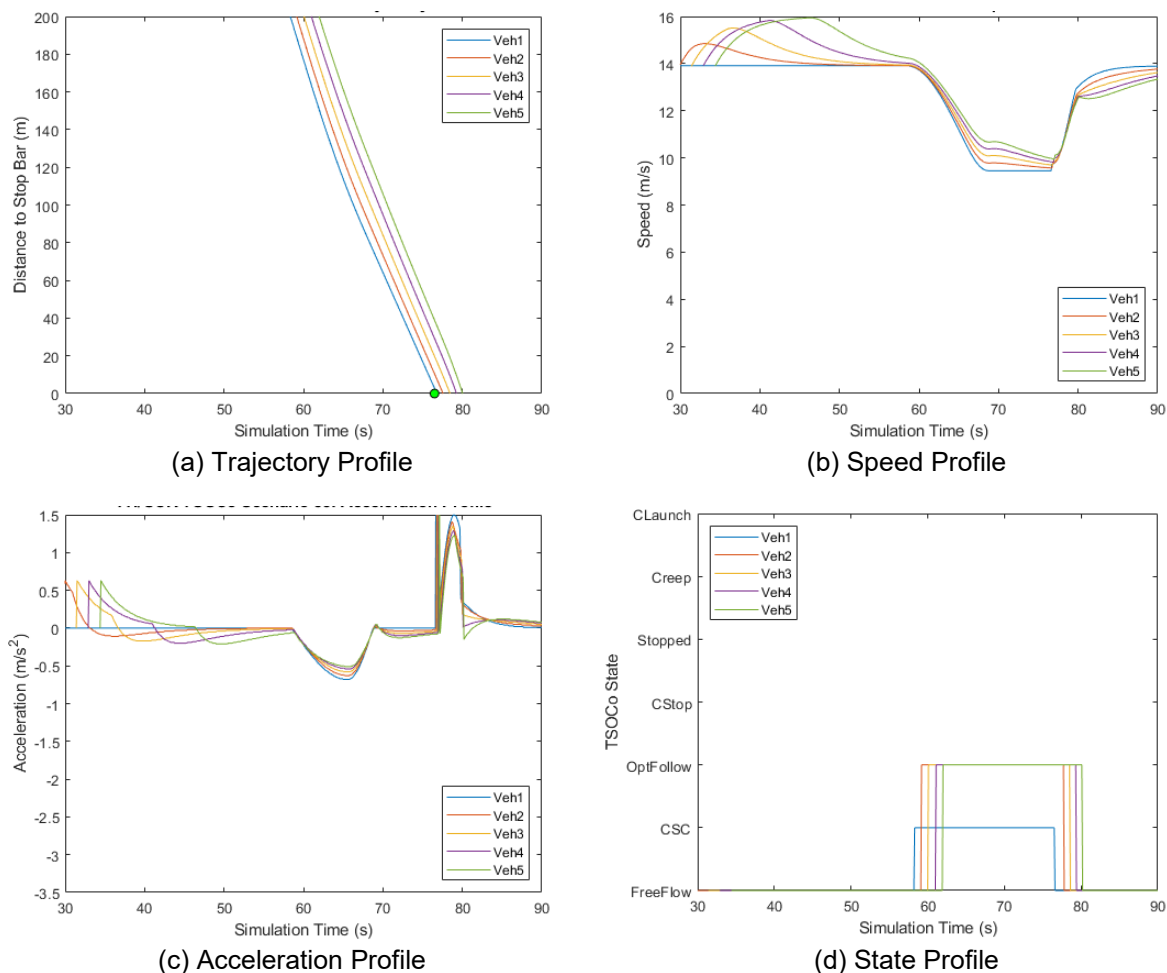 200
180
160
140
120
100
80
60
40
20
0
Distance to Stop Bar (m)
30 40 50 60 70 80 90
Simulation Time (s)
Veh1
Veh2
Veh3
Veh4
Veh5
(a) Trajectory Profile
16
14
12
10
8
6
4
2
0
Speed (m/s)
30 40 50 60 70 80 90
Simulation Time (s)
Veh1
Veh2
Veh3
Veh4
Veh5
(b) Speed Profile
1.5
1
0.5
0
-0.5
-1
-1.5
-2
-2.5
-3
-3.5
Acceleration (m/s²)
30 40 50 60 70 80 90
Simulation Time (s)
Veh1
Veh2
Veh3
Veh4
Veh5
(c) Acceleration Profile
CLaunch
Creep
Stopped
CStop
OptFollow
CSC
FreeFlow
TSOCo State
30 40 50 60 70 80 90
Simulation Time (s)
Veh1
Veh2
Veh3
Veh4
Veh5
(d) State Profile